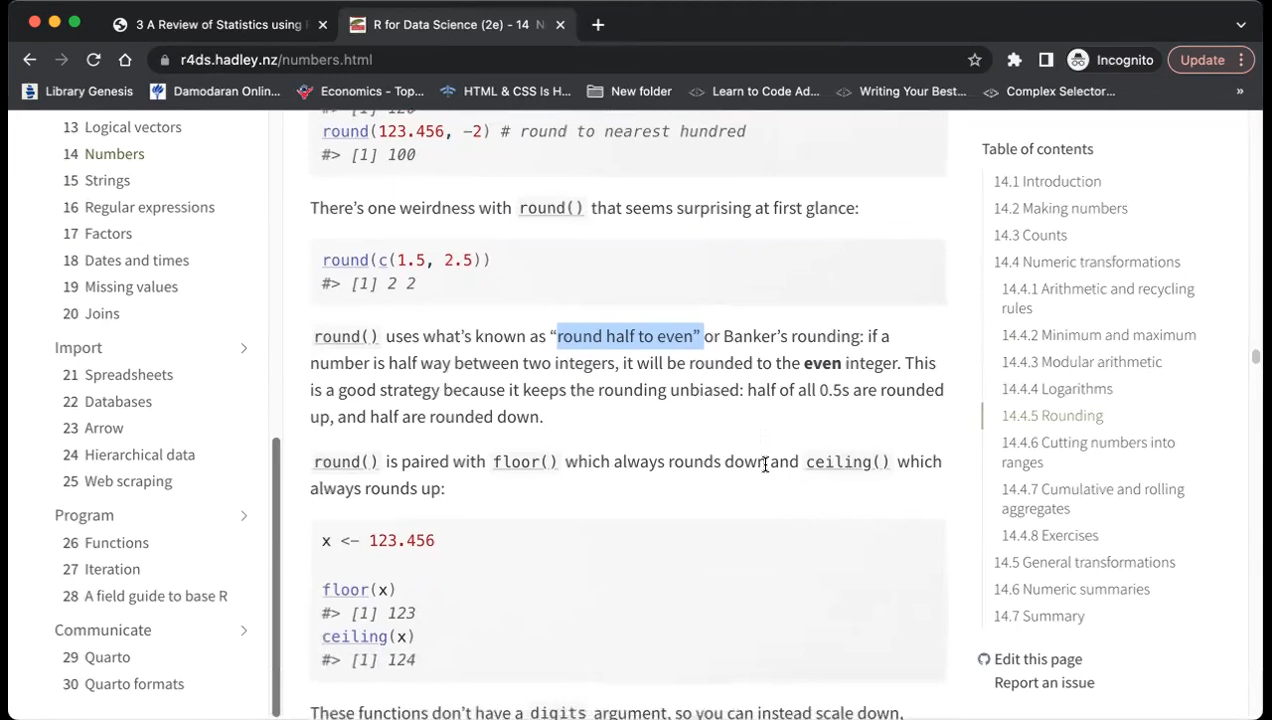 3 A Review of Statistics using
R for Data Science (2e) - 14 N
r4ds.hadley.nz/numbers.html
Incognito
Update
Library Genesis
Damodaran Onlin...
Economics - Top...
HTML & CSS Is H...
New folder
Learn to Code Ad...
Writing Your Best...
Complex Selector...
»
13 Logical vectors
14 Numbers
15 Strings
16 Regular expressions
17 Factors
18 Dates and times
19 Missing values
20 Joins
Import
21 Spreadsheets
22 Databases
23 Arrow
24 Hierarchical data
25 Web scraping
Program
26 Functions
27 Iteration
28 A field guide to base R
Communicate
29 Quarto
30 Quarto formats
#> [1] 120
round(123.456, -2) # round to nearest hundred
#> [1] 100
There’s one weirdness with round() that seems surprising at first glance:
round(c(1.5, 2.5))
#> [1] 2 2
round() uses what’s known as “round half to even” or Banker’s rounding: if a
number is half way between two integers, it will be rounded to the even integer. This
is a good strategy because it keeps the rounding unbiased: half of all 0.5s are rounded
up, and half are rounded down.
round() is paired with floor() which always rounds down and ceiling() which
always rounds up:
x <- 123.456
floor(x)
#> [1] 123
ceiling(x)
#> [1] 124
These functions don’t have a digits argument, so you can instead scale down,
Table of contents
14.1 Introduction
14.2 Making numbers
14.3 Counts
14.4 Numeric transformations
14.4.1 Arithmetic and recycling
rules
14.4.2 Minimum and maximum
14.4.3 Modular arithmetic
14.4.4 Logarithms
14.4.5 Rounding
14.4.6 Cutting numbers into
ranges
14.4.7 Cumulative and rolling
aggregates
14.4.8 Exercises
14.5 General transformations
14.6 Numeric summaries
14.7 Summary
Edit this page
Report an issue